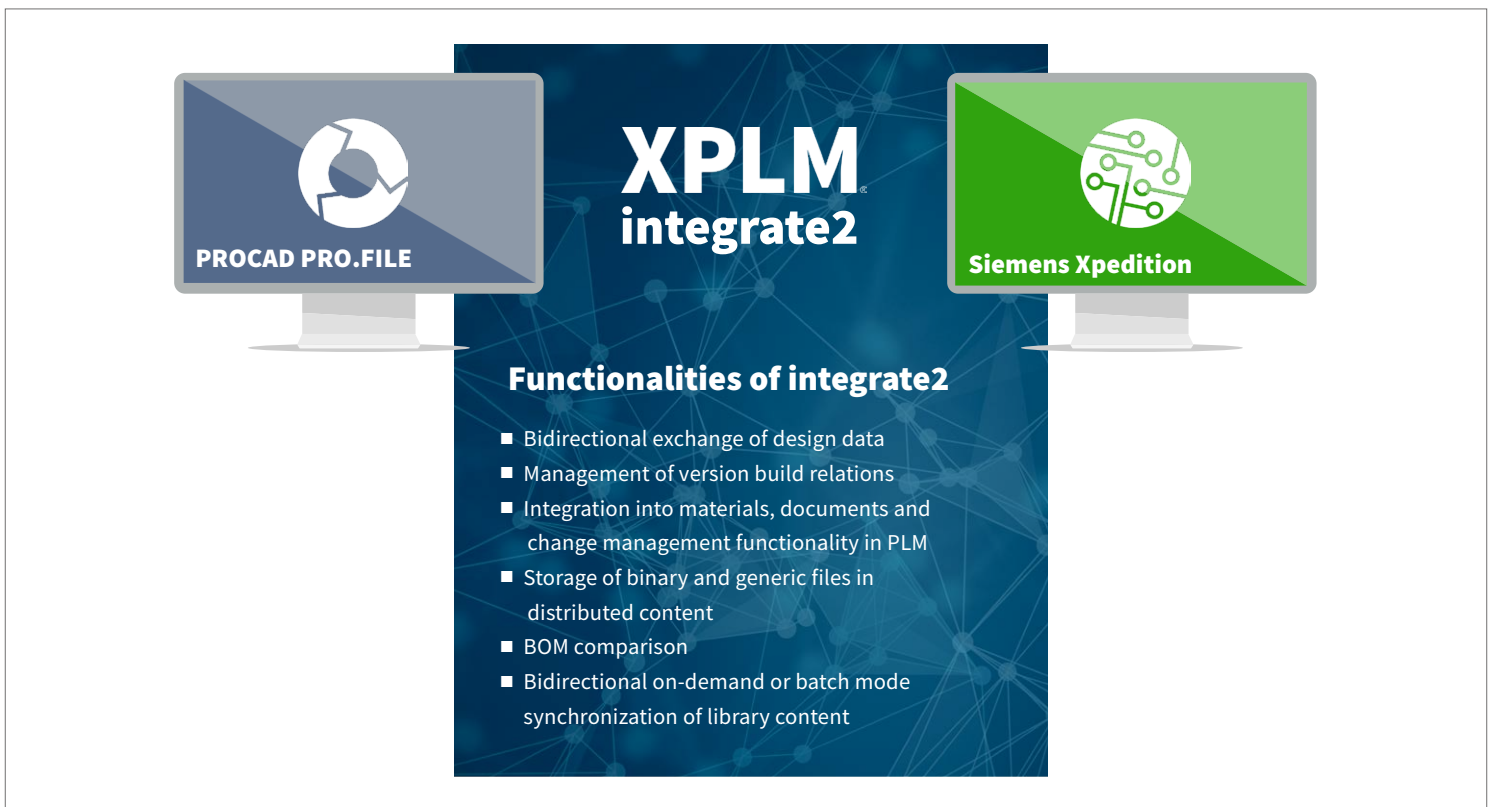 XPLM
integrate2
PROCAD PRO.FILE
Siemens Xpedition
Functionalities of integrate2
■ Bidirectional exchange of design data
■ Management of version build relations
■ Integration into materials, documents and
change management functionality in PLM
■ Storage of binary and generic files in
distributed content
■ BOM comparison
■ Bidirectional on-demand or batch mode
synchronization of library content